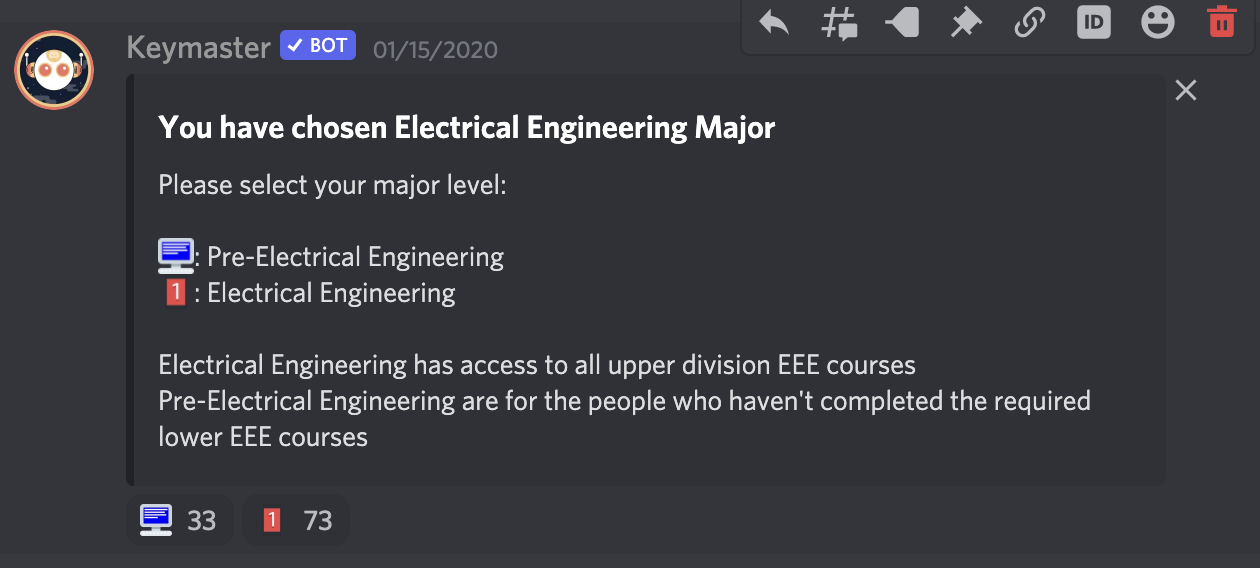 Keymaster ✓ BOT 01/15/2020
ID
You have chosen Electrical Engineering Major
Please select your major level:
: Pre-Electrical Engineering
1 : Electrical Engineering
Electrical Engineering has access to all upper division EEE courses
Pre-Electrical Engineering are for the people who haven't completed the required
lower EEE courses
33 1 73